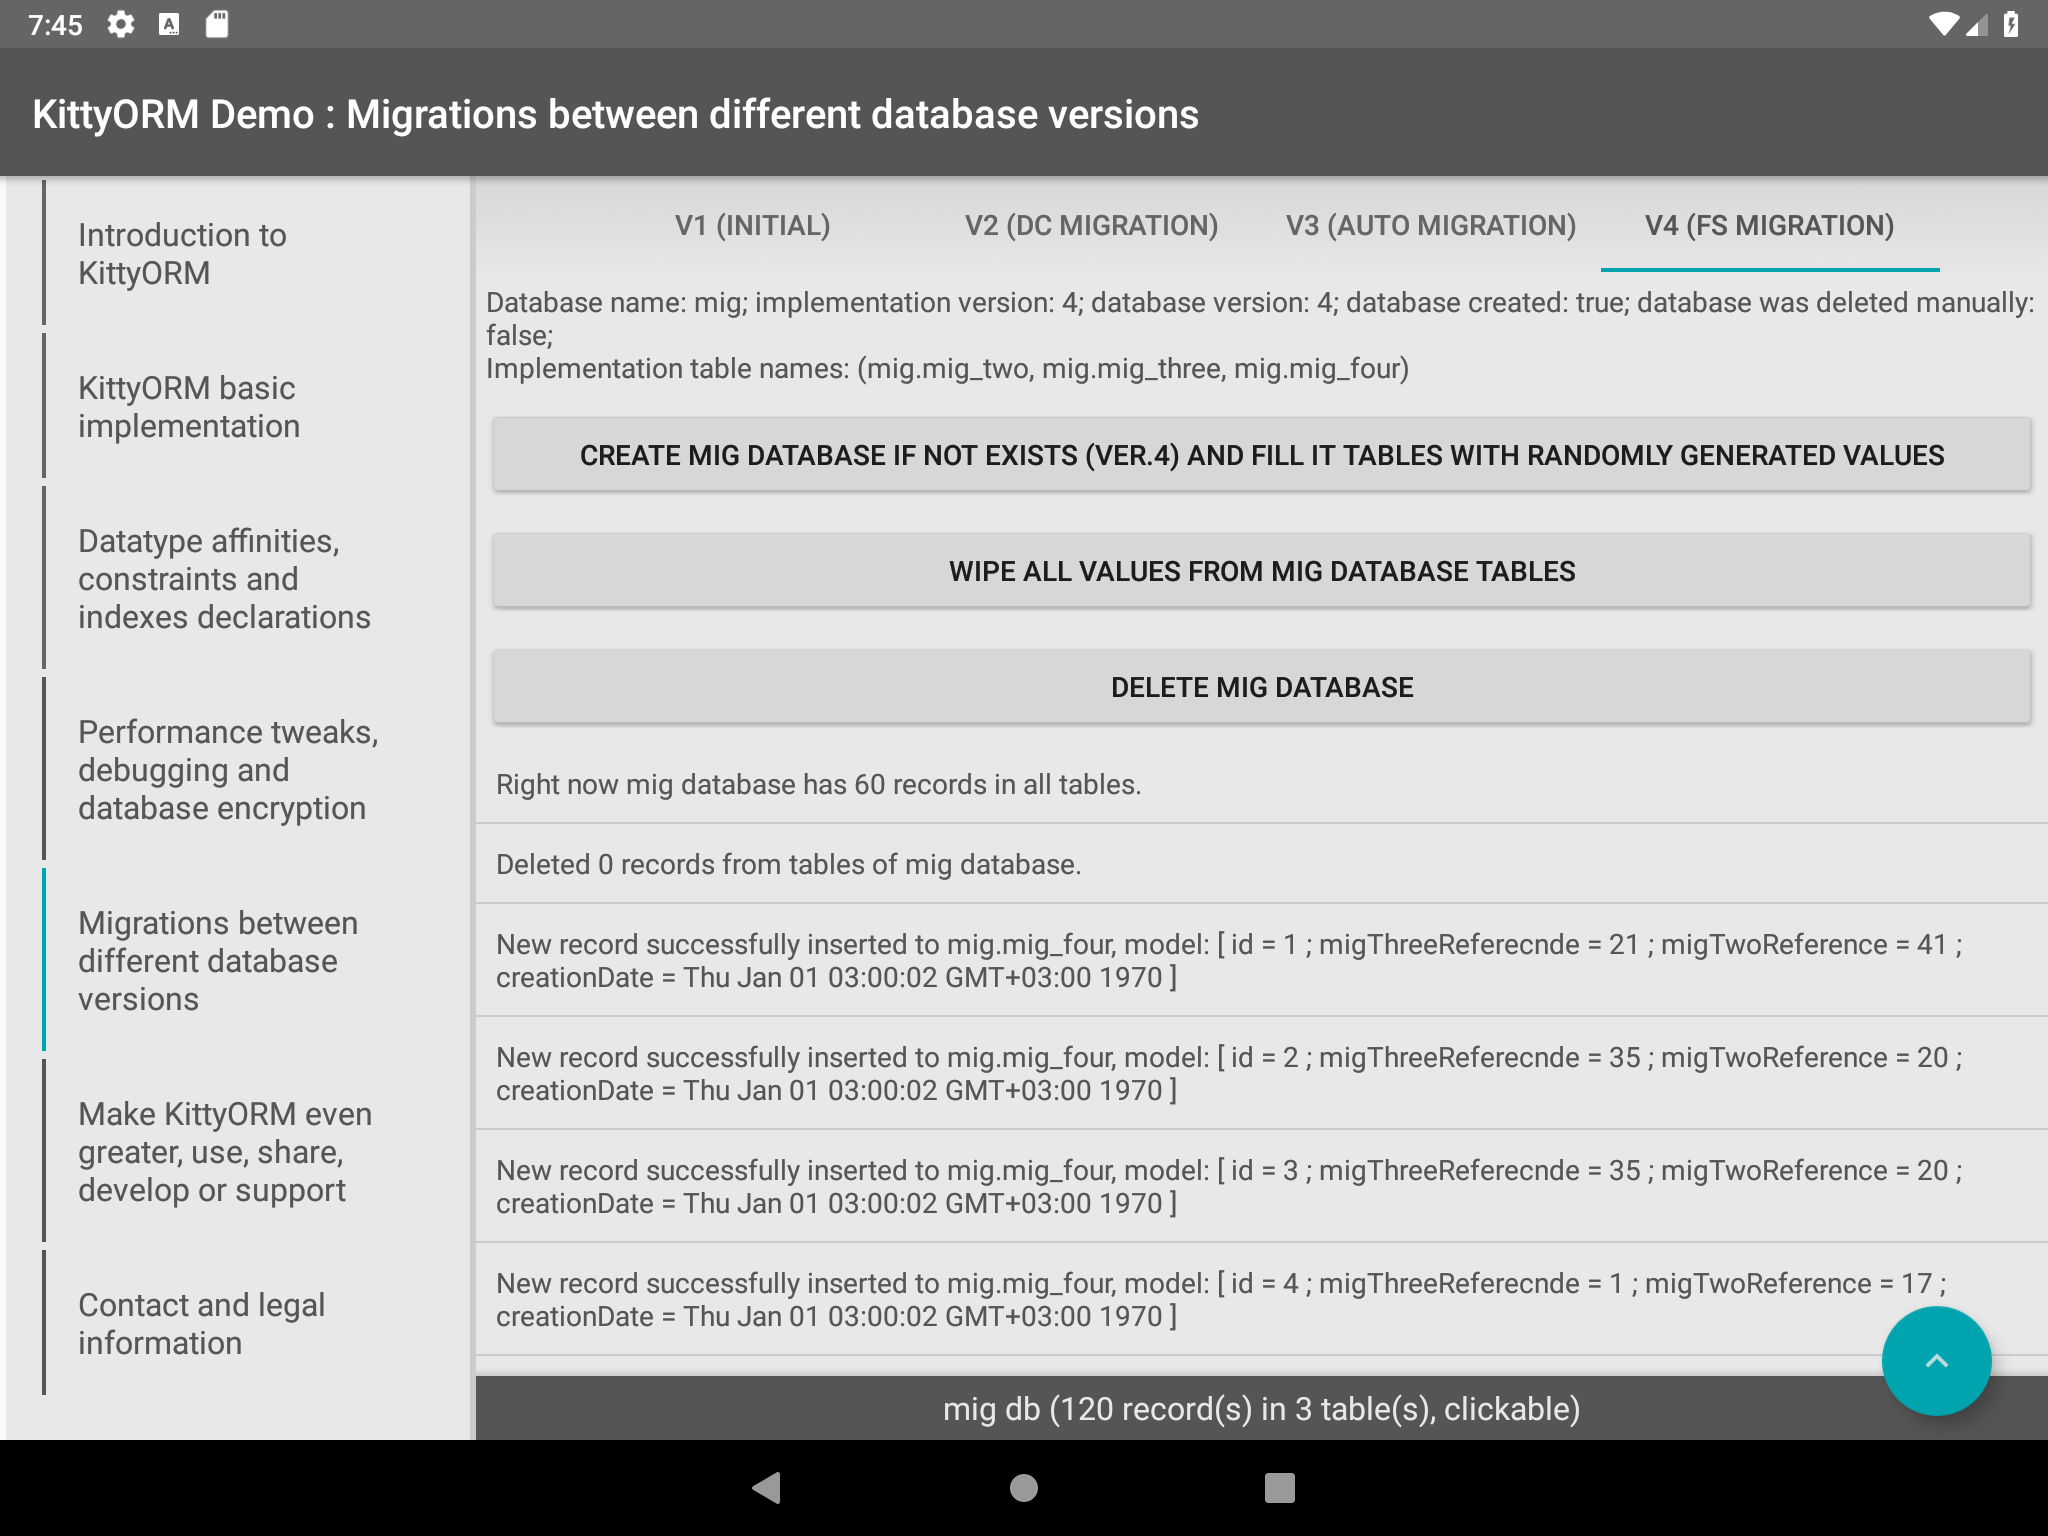 7:45
KittyORM Demo : Migrations between different database versions
Introduction to
KittyORM
KittyORM basic
implementation
Datatype affinities,
constraints and
indexes declarations
Performance tweaks,
debugging and
database encryption
Migrations between
different database
versions
Make KittyORM even
greater, use, share,
develop or support
Contact and legal
information
V1 (INITIAL)
V2 (DC MIGRATION)
V3 (AUTO MIGRATION)
V4 (FS MIGRATION)
Database name: mig; implementation version: 4; database version: 4; database created: true; database was deleted manually:
false;
Implementation table names: (mig.mig_two, mig.mig_three, mig.mig_four)
CREATE MIG DATABASE IF NOT EXISTS (VER.4) AND FILL IT TABLES WITH RANDOMLY GENERATED VALUES
WIPE ALL VALUES FROM MIG DATABASE TABLES
DELETE MIG DATABASE
Right now mig database has 60 records in all tables.
Deleted 0 records from tables of mig database.
New record successfully inserted to mig.mig_four, model: [ id = 1 ; migThreeReferecnde = 21 ; migTwoReference = 41 ;
creationDate = Thu Jan 01 03:00:02 GMT+03:00 1970 ]
New record successfully inserted to mig.mig_four, model: [ id = 2 ; migThreeReferecnde = 35 ; migTwoReference = 20 ;
creationDate = Thu Jan 01 03:00:02 GMT+03:00 1970 ]
New record successfully inserted to mig.mig_four, model: [ id = 3 ; migThreeReferecnde = 35 ; migTwoReference = 20 ;
creationDate = Thu Jan 01 03:00:02 GMT+03:00 1970 ]
New record successfully inserted to mig.mig_four, model: [ id = 4 ; migThreeReferecnde = 1 ; migTwoReference = 17 ;
creationDate = Thu Jan 01 03:00:02 GMT+03:00 1970 ]
mig db (120 record(s) in 3 table(s), clickable)